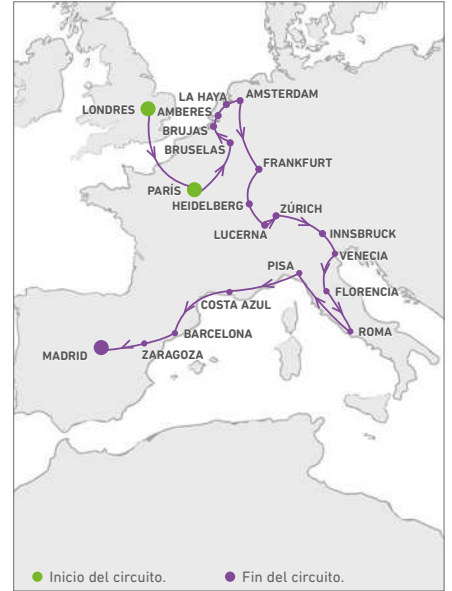 LA HAYA
AMSTERDAM
LONDRES
AMBERES
BRUJAS
BRUSELAS
FRANKFURT
PARÍS
HEIDELBERG
ZÚRICH
LUCERNA
INNSBRUCK
VENECIA
PISA
FLORENCIA
COSTA AZUL
ROMA
BARCELONA
MADRID
ZARAGOZA
Inicio del circuito.
Fin del circuito.